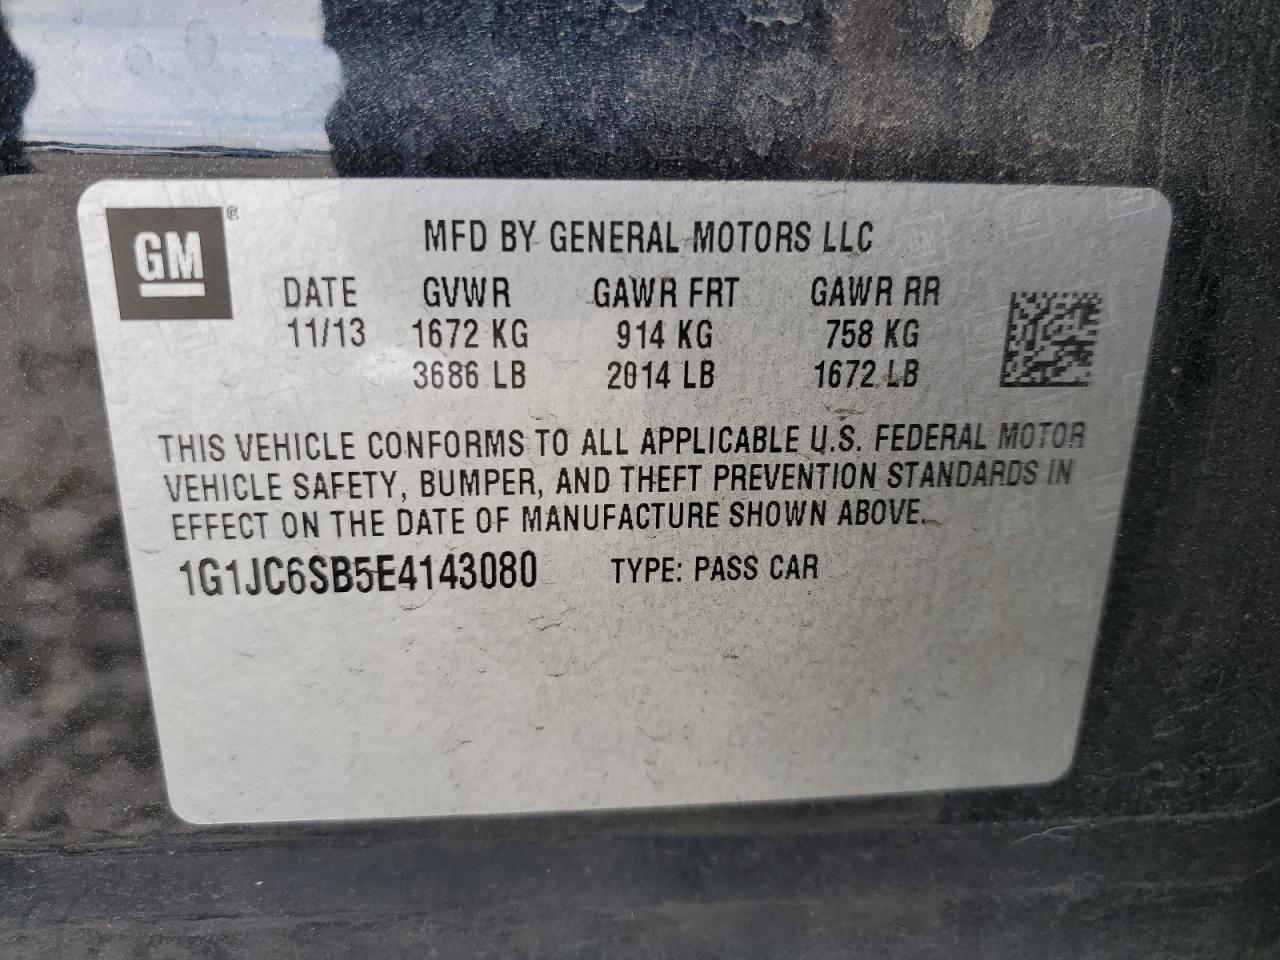 GM
MFD BY GENERAL MOTORS LLC
DATE GVWR GAWR FRT GAWR RR
11/13 1672 KG 914 KG 758 KG
3686 LB 2014 LB 1672 LB
THIS VEHICLE CONFORMS TO ALL APPLICABLE U.S. FEDERAL MOTOR
VEHICLE SAFETY, BUMPER, AND THEFT PREVENTION STANDARDS IN
EFFECT ON THE DATE OF MANUFACTURE SHOWN ABOVE.
1G1JC6SB5E4143080 TYPE: PASS CAR